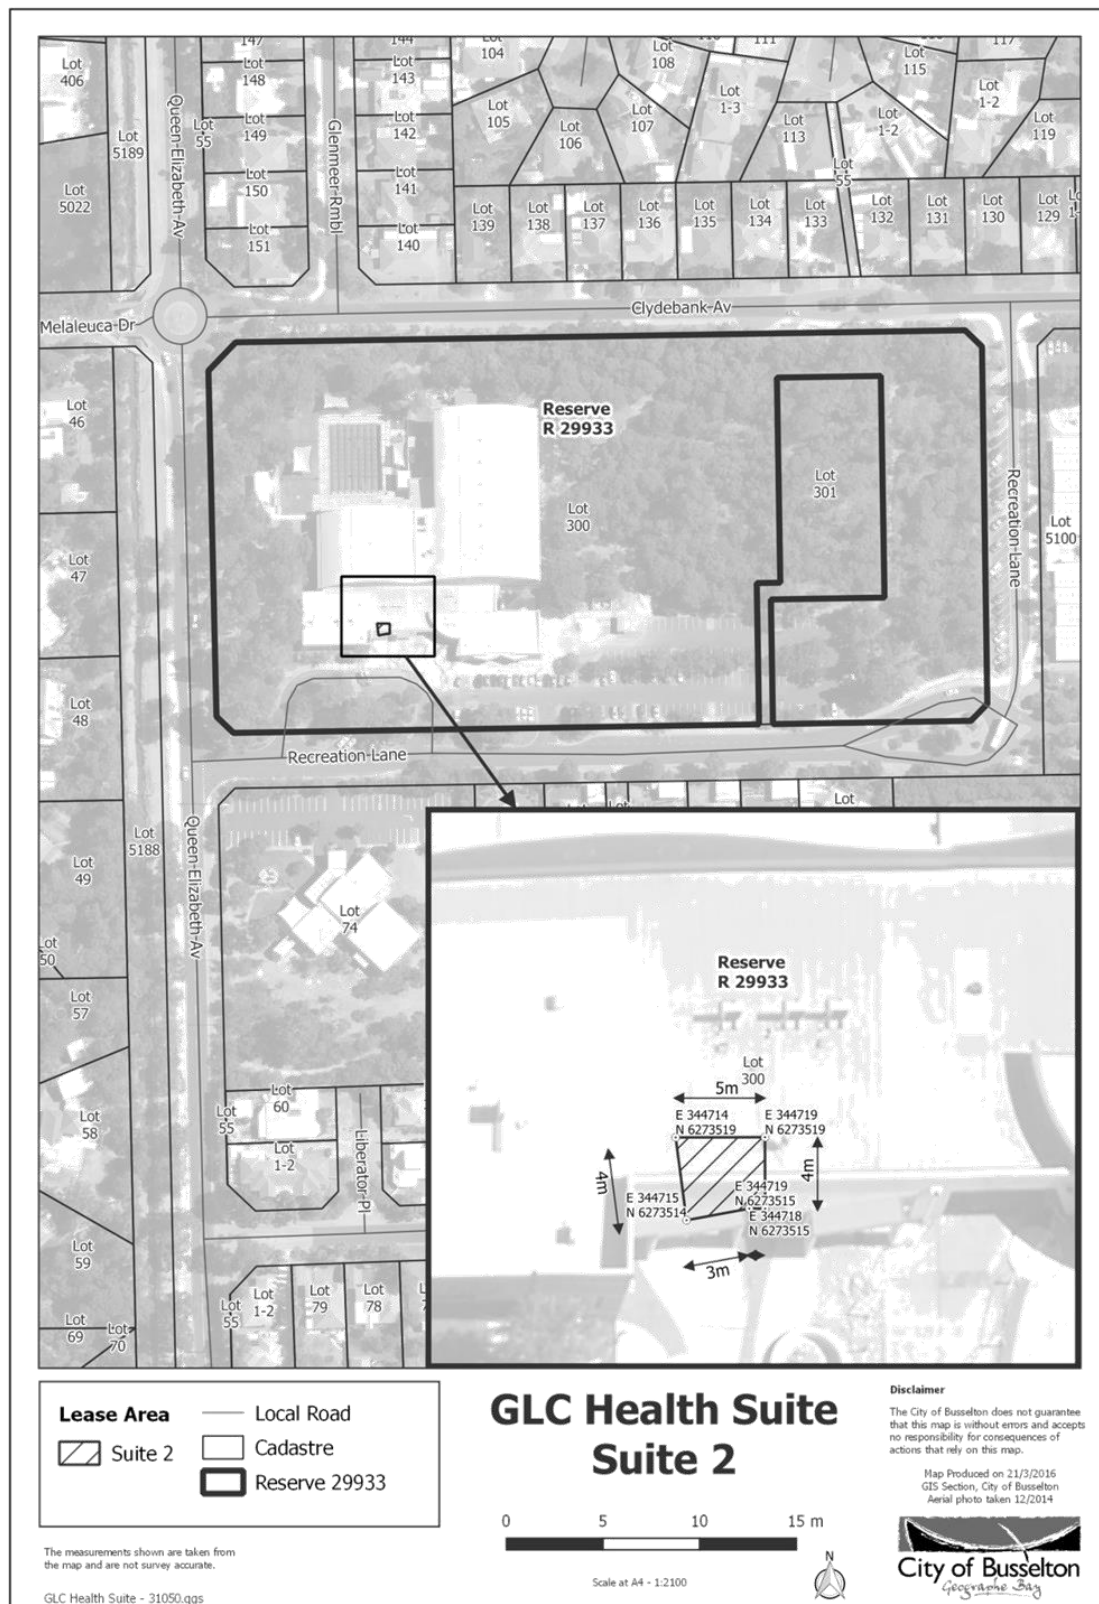 147
144
Lot
104
110
111
117
Lot
406
Lot
148
Lot
143
Lot
108
Lot
115
Lot
1-3
Lot
1-2
Lot
105
Lot
107
Lot
113
Lot
1-2
Lot
119
Lot
5189
Queen-Elizabeth-Av
Lot
55
Lot
149
Glenmeer-Rmbl
Lot
142
Lot
106
Lot
55
Lot
5022
Lot
150
Lot
141
Lot
151
Lot
140
Lot
139
Lot
138
Lot
137
Lot
136
Lot
135
Lot
134
Lot
133
Lot
132
Lot
131
Lot
130
Lot
129
Melaleuca Dr
Clydebank Av
Lot
46
Reserve
R 29933
Lot
301
Lot
300
Recreation-Lane
Lot
5100
Lot
47
Lot
48
Recreation Lane
Lot
Lot
5188
Queen-Elizabeth-Av
Lot
49
Lot
74
Lot
50
Lot
57
Lot
58
Lot
55
Lot
60
Lot
1-2
Liberator-Pl
Lot
59
Lot
69
Lot
70
Lot
55
Lot
1-2
Lot
79
Lot
78
Reserve
R 29933
Lot
300
5m
E 344714
N 6273519
E 344719
N 6273519
4m
4m
E 344715
N 6273514
E 344719
N 6273515
E 344718
N 6273515
3m
Lease Area
Suite 2
Local Road
Cadastre
Reserve 29933
GLC Health Suite
Suite 2
0 5 10 15 m
Scale at A4 - 1:2100
N
Disclaimer
The City of Busselton does not guarantee
that this map is without errors and accepts
no responsibility for consequences of
actions that rely on this map.
Map Produced on 21/3/2016
GIS Section, City of Busselton
Aerial photo taken 12/2014
City of Busselton
Geographe Bay
The measurements shown are taken from
the map and are not survey accurate.
GLC Health Suite - 31050.qgs